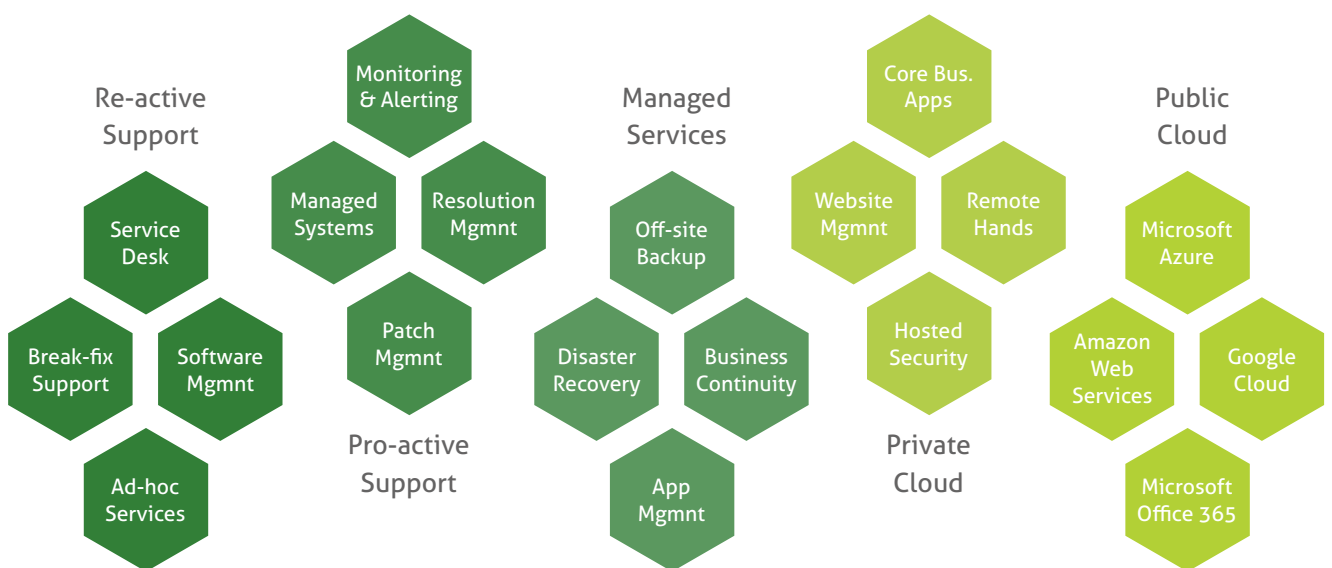 Re-active
Support
Service
Desk
Break-fix
Support
Software
Mgmnt
Ad-hoc
Services
Monitoring
& Alerting
Managed
Systems
Resolution
Mgmnt
Patch
Mgmnt
Pro-active
Support
Managed
Services
Off-site
Backup
Disaster
Recovery
Business
Continuity
App
Mgmnt
Core Bus.
Apps
Website
Mgmnt
Remote
Hands
Hosted
Security
Private
Cloud
Public
Cloud
Microsoft
Azure
Amazon
Web
Services
Google
Cloud
Microsoft
Office 365